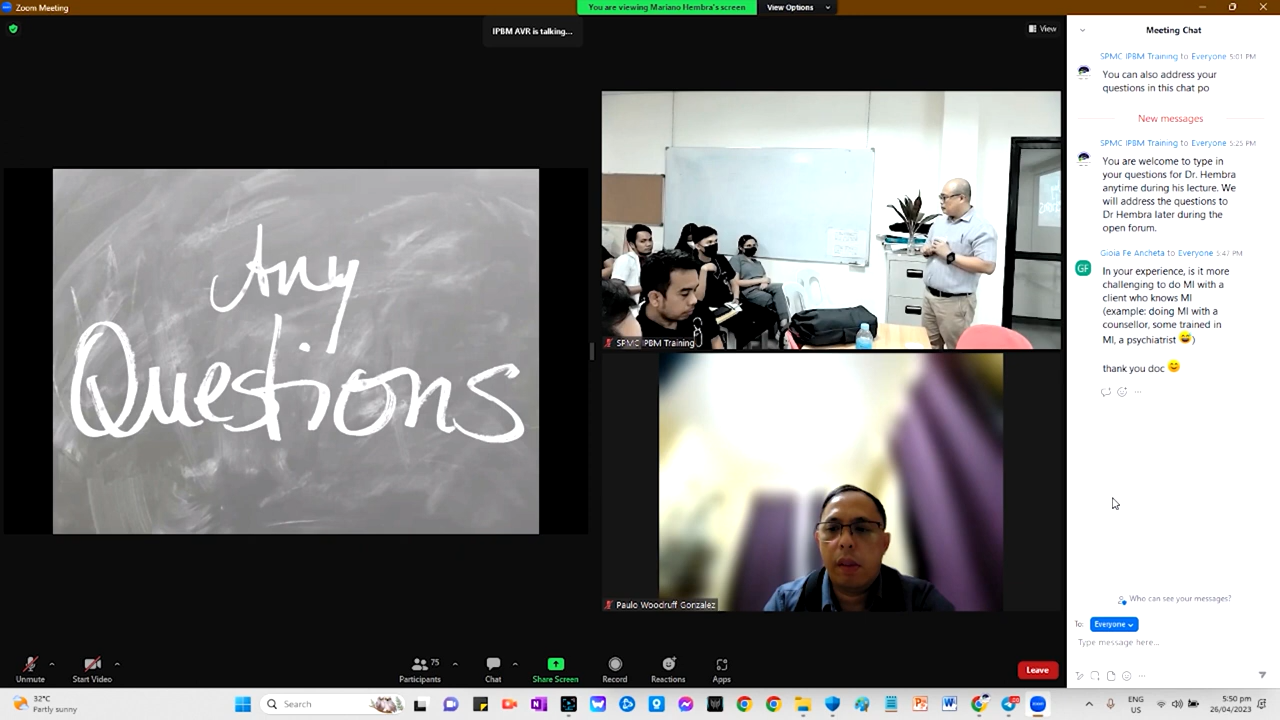 Zoom Meeting
You are viewing Mariano Hembra's screen
View Options
IPBM AVR is talking...
View
Any
Questions
SPMC IPBM Training
Paulo Woodruff Gonzalez
Meeting Chat
SPMC IPBM Training to Everyone 5:01 PM
You can also address your
questions in this chat po
New messages
SPMC IPBM Training to Everyone 5:25 PM
You are welcome to type in
your questions for Dr. Hembra
anytime during his lecture. We
will address the questions to
Dr Hembra later during the
open forum.
Gioia Fe Ancheta to Everyone 5:47 PM
GF
In your experience, is it more
challenging to do MI with a
client who knows MI
(example: doing MI with a
counsellor, some trained in
MI, a psychiatrist 😄)
thank you doc 😊
Who can see your messages?
To: Everyone
Type message here...
Unmute
Start Video
75
Participants
Chat
Share Screen
Record
Reactions
Apps
Leave
32°C
Partly sunny
Search
ENG
US
5:50 pm
26/04/2023